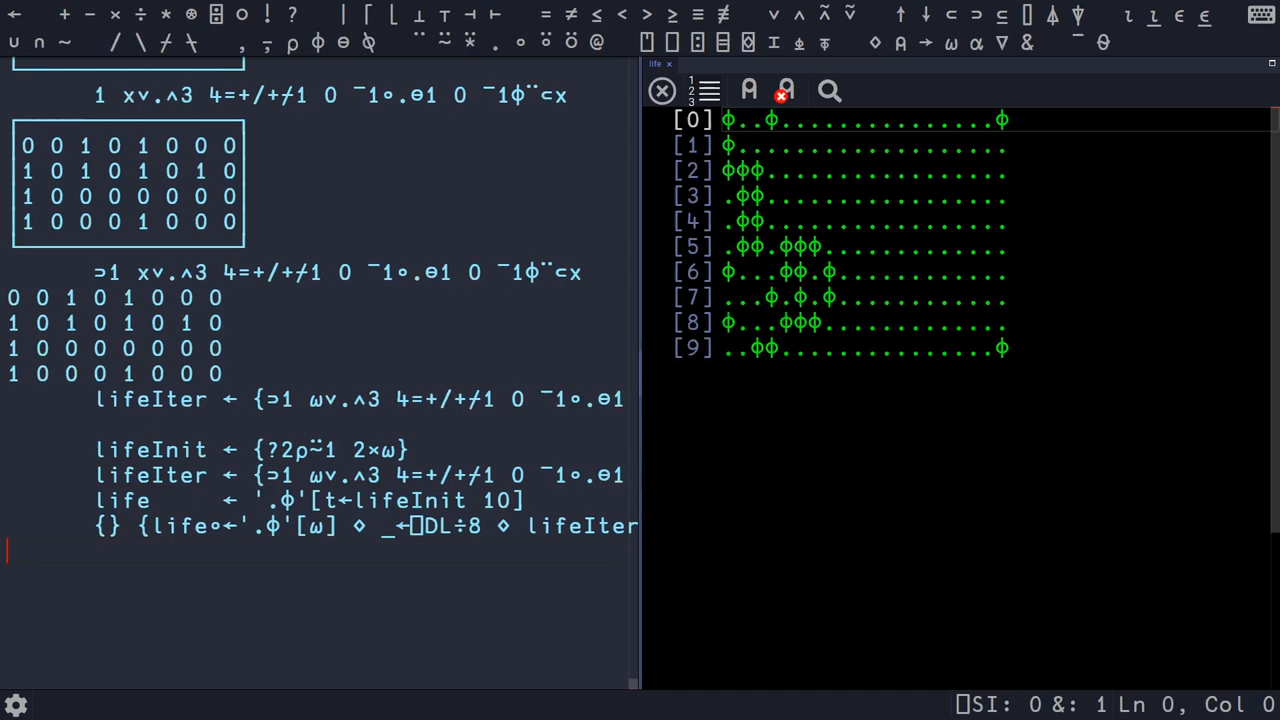 ← + - × ÷ * ⍟ ⌹ ○ ! ? | ⌈ ⌊ ⊥ ⊤ ⊣ ⊢ = ≠ ≤ < > ≥ ≡ ≢ ∨ ∧ ⍲ ⍱ ↑ ↓ ⊂ ⊃ ⊆ ⌷ ⍋ ⍒ ⍳ ⍸ ∊ ⍷
∪ ∩ ~ / \ ⌿ ⍀ , ⍪ ⍴ ⌽ ⊖ ⍉ ¨ ⍨ ⍣ . ∘ ⍤ ⍥ @ ⍞ ⎕ ⍠ ⌸ ⌺ ⌶ ⍎ ⍕ ⋄ ⍝ → ⍵ ⍺ ∇ & ¯ ⍬
life ×
1 x∨.∧3 4=+/+⌿1 0 ¯1∘.⊖1 0 ¯1⌽¨⊂x
0 0 1 0 1 0 0 0
1 0 1 0 1 0 1 0
1 0 0 0 0 0 0 0
1 0 0 0 1 0 0 0
⊃1 x∨.∧3 4=+/+⌿1 0 ¯1∘.⊖1 0 ¯1⌽¨⊂x
0 0 1 0 1 0 0 0
1 0 1 0 1 0 1 0
1 0 0 0 0 0 0 0
1 0 0 0 1 0 0 0
lifeIter ← {⊃1 ⍵∨.∧3 4=+/+⌿1 0 ¯1∘.⊖1
lifeInit ← {?2⍴⍨1 2×⍵}
lifeIter ← {⊃1 ⍵∨.∧3 4=+/+⌿1 0 ¯1∘.⊖1
life ← '.⌽'[t←lifeInit 10]
{} {life∘←'.⌽'[⍵] ⋄ _←⎕DL÷8 ⋄ lifeIter
1
2
3
[0] ⌽..⌽...............⌽
[1] ⌽...................
[2] ⌽⌽⌽.................
[3] .⌽⌽.................
[4] .⌽⌽.................
[5] .⌽⌽.⌽⌽⌽.............
[6] ⌽...⌽⌽.⌽............
[7] ...⌽.⌽.⌽............
[8] ⌽...⌽⌽⌽.............
[9] ..⌽⌽...............⌽
⎕SI: 0 &: 1 Ln 0, Col 0